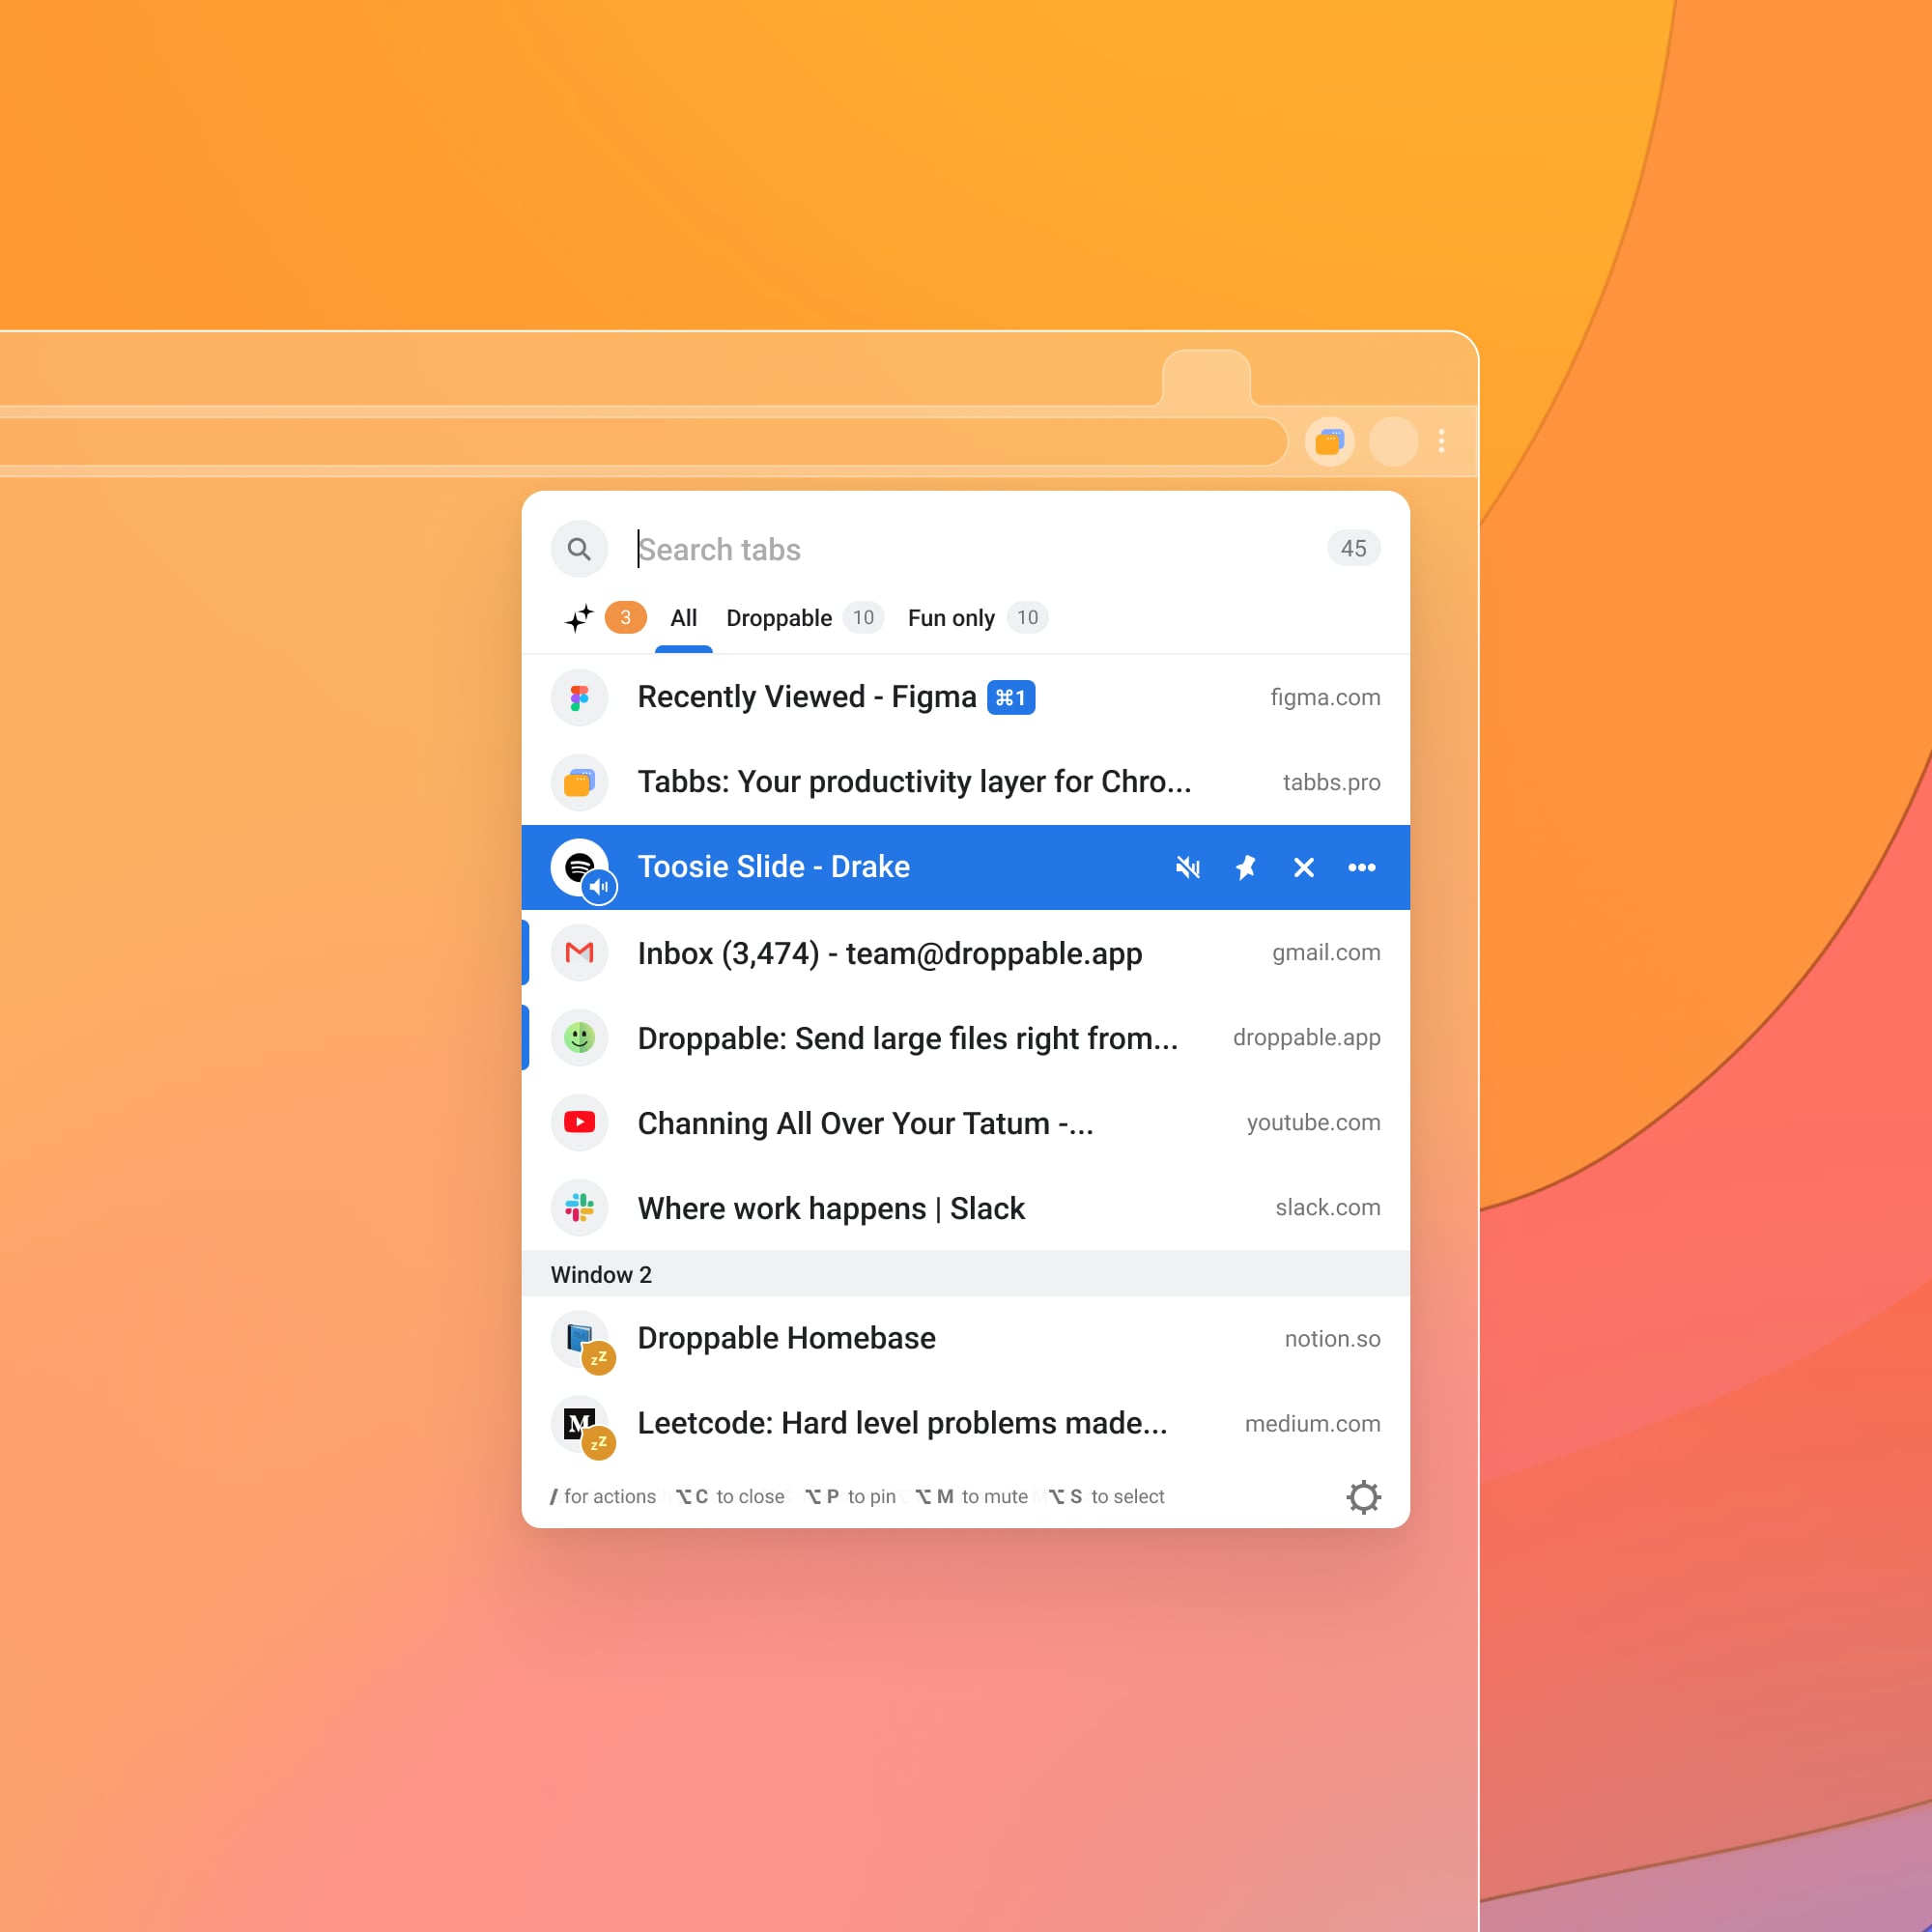 Search tabs 45
3 All Droppable 10 Fun only 10
Recently Viewed - Figma ⌘1 figma.com
Tabbs: Your productivity layer for Chro... tabbs.pro
Toosie Slide - Drake
Inbox (3,474) - team@droppable.app gmail.com
Droppable: Send large files right from... droppable.app
Channing All Over Your Tatum -... youtube.com
Where work happens | Slack slack.com
Window 2
zZ Droppable Homebase notion.so
M zZ Leetcode: Hard level problems made... medium.com
/ for actions ⌥ C to close ⌥ P to pin ⌥ M to mute ⌥ S to select